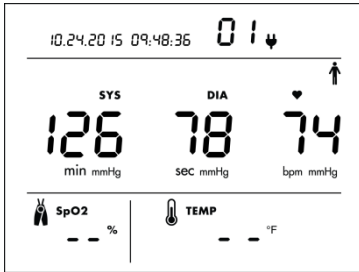 10.24.2015 09:48:36 01
SYS DIA
126 78 74
min mmHg sec mmHg bpm mmHg
SpO2 TEMP
-- % -- °F